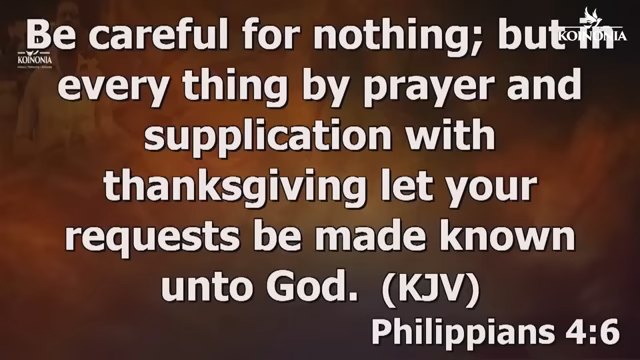 Be careful for nothing; but in
every thing by prayer and
supplication with
thanksgiving let your
requests be made known
unto God. (KJV)
Philippians 4:6
KOINONIA
KOINONIA